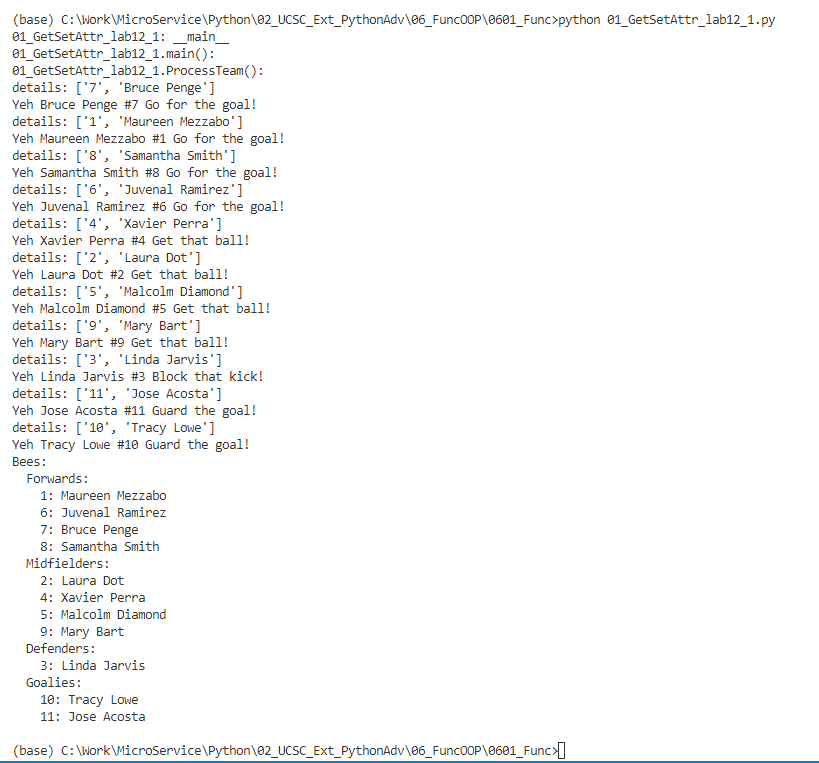 (base) C:\Work\MicroService\Python\02_UCSC_Ext_PythonAdv\06_FuncOOP\0601_Func>python 01_GetSetAttr_lab12_1.py
01_GetSetAttr_lab12_1: __main__
01_GetSetAttr_lab12_1.main():
01_GetSetAttr_lab12_1.ProcessTeam():
details: ['7', 'Bruce Penge']
Yeh Bruce Penge #7 Go for the goal!
details: ['1', 'Maureen Mezzabo']
Yeh Maureen Mezzabo #1 Go for the goal!
details: ['8', 'Samantha Smith']
Yeh Samantha Smith #8 Go for the goal!
details: ['6', 'Juvenal Ramirez']
Yeh Juvenal Ramirez #6 Go for the goal!
details: ['4', 'Xavier Perra']
Yeh Xavier Perra #4 Get that ball!
details: ['2', 'Laura Dot']
Yeh Laura Dot #2 Get that ball!
details: ['5', 'Malcolm Diamond']
Yeh Malcolm Diamond #5 Get that ball!
details: ['9', 'Mary Bart']
Yeh Mary Bart #9 Get that ball!
details: ['3', 'Linda Jarvis']
Yeh Linda Jarvis #3 Block that kick!
details: ['11', 'Jose Acosta']
Yeh Jose Acosta #11 Guard the goal!
details: ['10', 'Tracy Lowe']
Yeh Tracy Lowe #10 Guard the goal!
Bees:
  Forwards:
    1: Maureen Mezzabo
    6: Juvenal Ramirez
    7: Bruce Penge
    8: Samantha Smith
  Midfielders:
    2: Laura Dot
    4: Xavier Perra
    5: Malcolm Diamond
    9: Mary Bart
  Defenders:
    3: Linda Jarvis
  Goalies:
    10: Tracy Lowe
    11: Jose Acosta
(base) C:\Work\MicroService\Python\02_UCSC_Ext_PythonAdv\06_FuncOOP\0601_Func>